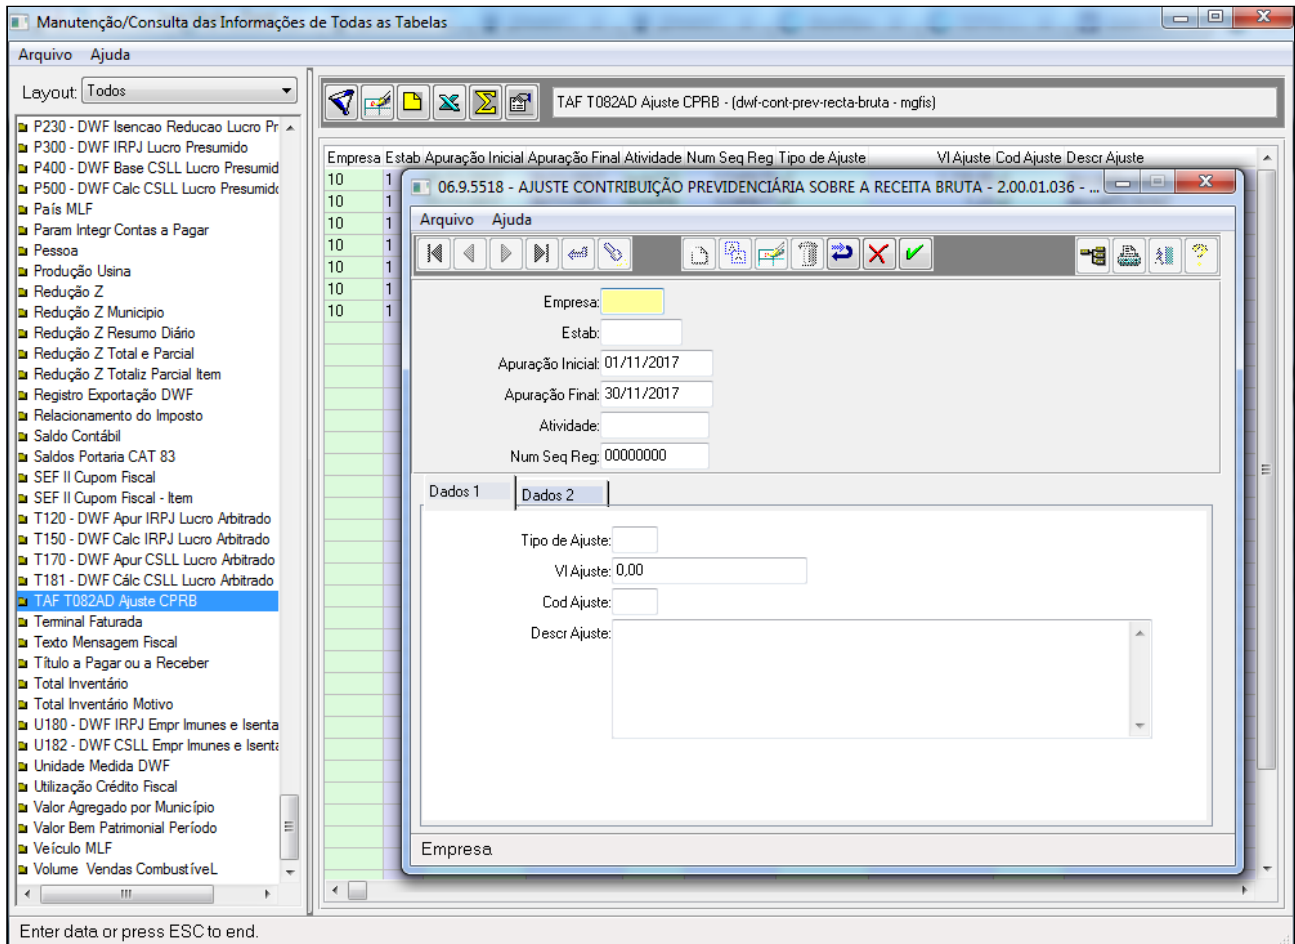 Manutenção/Consulta das Informações de Todas as Tabelas
Arquivo Ajuda
Layout: Todos
P230 - DWF Isencao Reducao Lucro Pr
P300 - DWF IRPJ Lucro Presumido
P400 - DWF Base CSLL Lucro Presumid
P500 - DWF Calc CSLL Lucro Presumido
País MLF
Param Integr Contas a Pagar
Pessoa
Produção Usina
Redução Z
Redução Z Municipio
Redução Z Resumo Diário
Redução Z Total e Parcial
Redução Z Totaliz Parcial Item
Registro Exportação DWF
Relacionamento do Imposto
Saldo Contábil
Saldos Portaria CAT 83
SEF II Cupom Fiscal
SEF II Cupom Fiscal - Item
T120 - DWF Apur IRPJ Lucro Arbitrado
T150 - DWF Calc IRPJ Lucro Arbitrado
T170 - DWF Apur CSLL Lucro Arbitrado
T181 - DWF Cálc CSLL Lucro Arbitrado
TAF T082AD Ajuste CPRB
Terminal Faturada
Texto Mensagem Fiscal
Título a Pagar ou a Receber
Total Inventário
Total Inventário Motivo
U180 - DWF IRPJ Empr Imunes e Isenta
U182 - DWF CSLL Empr Imunes e Isenta
Unidade Medida DWF
Utilização Crédito Fiscal
Valor Agregado por Município
Valor Bem Patrimonial Período
Veículo MLF
Volume Vendas CombustíveL
TAF T082AD Ajuste CPRB - (dwf-cont-prev-recta-bruta - mgfis)
Empresa Estab Apuração Inicial Apuração Final Atividade Num Seq Reg Tipo de Ajuste Vl Ajuste Cod Ajuste Descr Ajuste
10 1
10 1
10 1
10 1
10 1
10 1
10 1
06.9.5518 - AJUSTE CONTRIBUIÇÃO PREVIDENCIÁRIA SOBRE A RECEITA BRUTA - 2.00.01.036 - ...
Arquivo Ajuda
Empresa:
Estab:
Apuração Inicial: 01/11/2017
Apuração Final: 30/11/2017
Atividade:
Num Seq Reg: 00000000
Dados 1 Dados 2
Tipo de Ajuste:
Vl Ajuste: 0,00
Cod Ajuste:
Descr Ajuste:
Empresa
Enter data or press ESC to end.